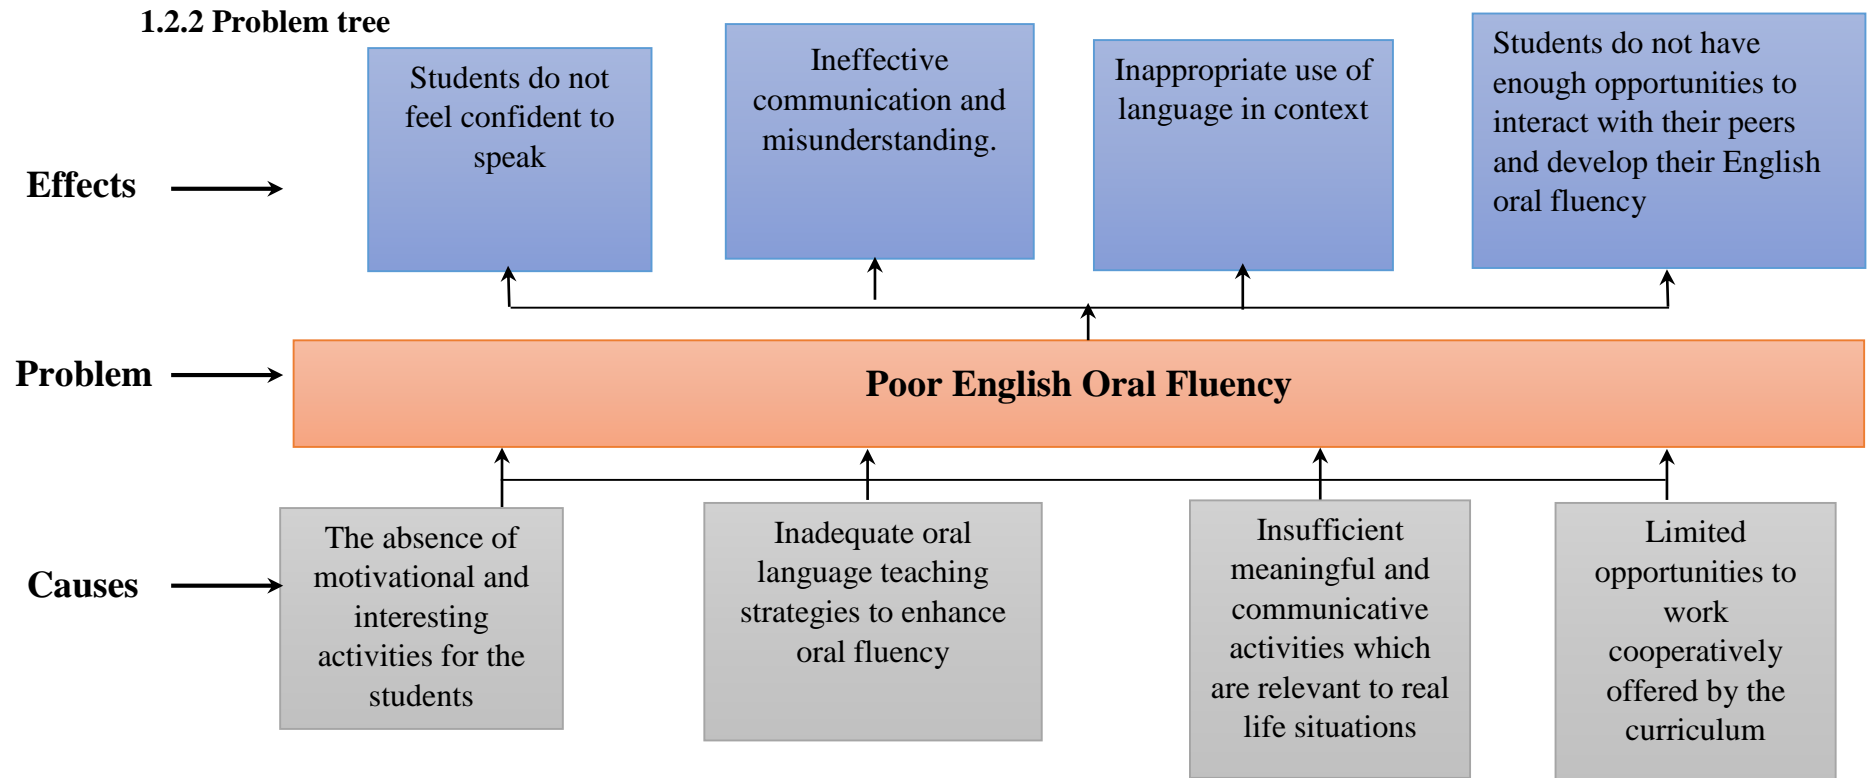 1.2.2 Problem tree
Effects
Students do not
feel confident to
speak
Ineffective
communication and
misunderstanding.
Inappropriate use of
language in context
Students do not have
enough opportunities to
interact with their peers
and develop their English
oral fluency
Problem
Poor English Oral Fluency
Causes
The absence of
motivational and
interesting
activities for the
students
Inadequate oral
language teaching
strategies to enhance
oral fluency
Insufficient
meaningful and
communicative
activities which
are relevant to real
life situations
Limited
opportunities to
work
cooperatively
offered by the
curriculum